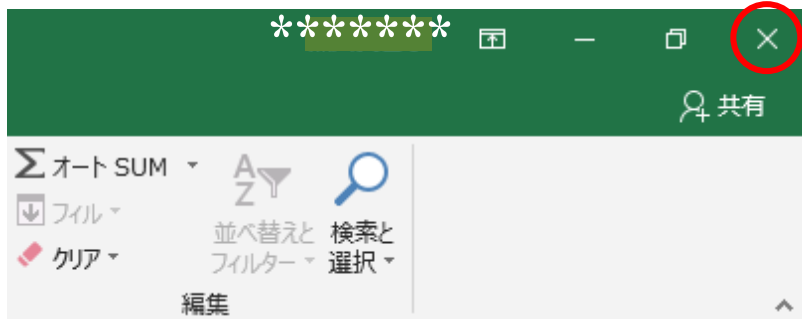 *******
共有
Σ オート SUM
フィル
クリア
A
Z
並べ替えと
フィルター
検索と
選択
編集